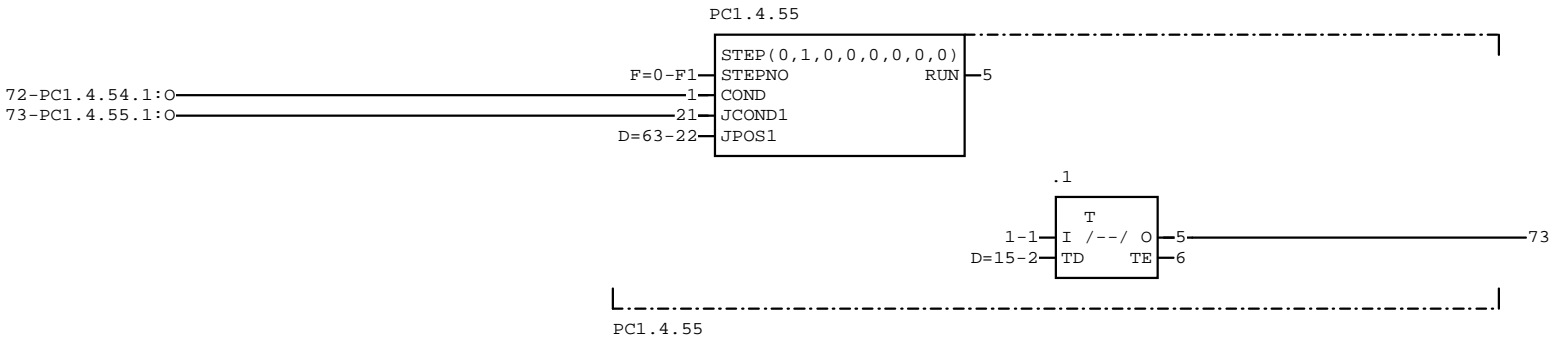 PC1.4.55
STEP(0,1,0,0,0,0,0,0)
F=0-F1 STEPNO RUN 5
72-PC1.4.54.1:O 1 COND
73-PC1.4.55.1:O 21 JCOND1
D=63-22 JPOS1
.1
T
1-1 I /--/ O 5 73
D=15-2 TD TE 6
PC1.4.55